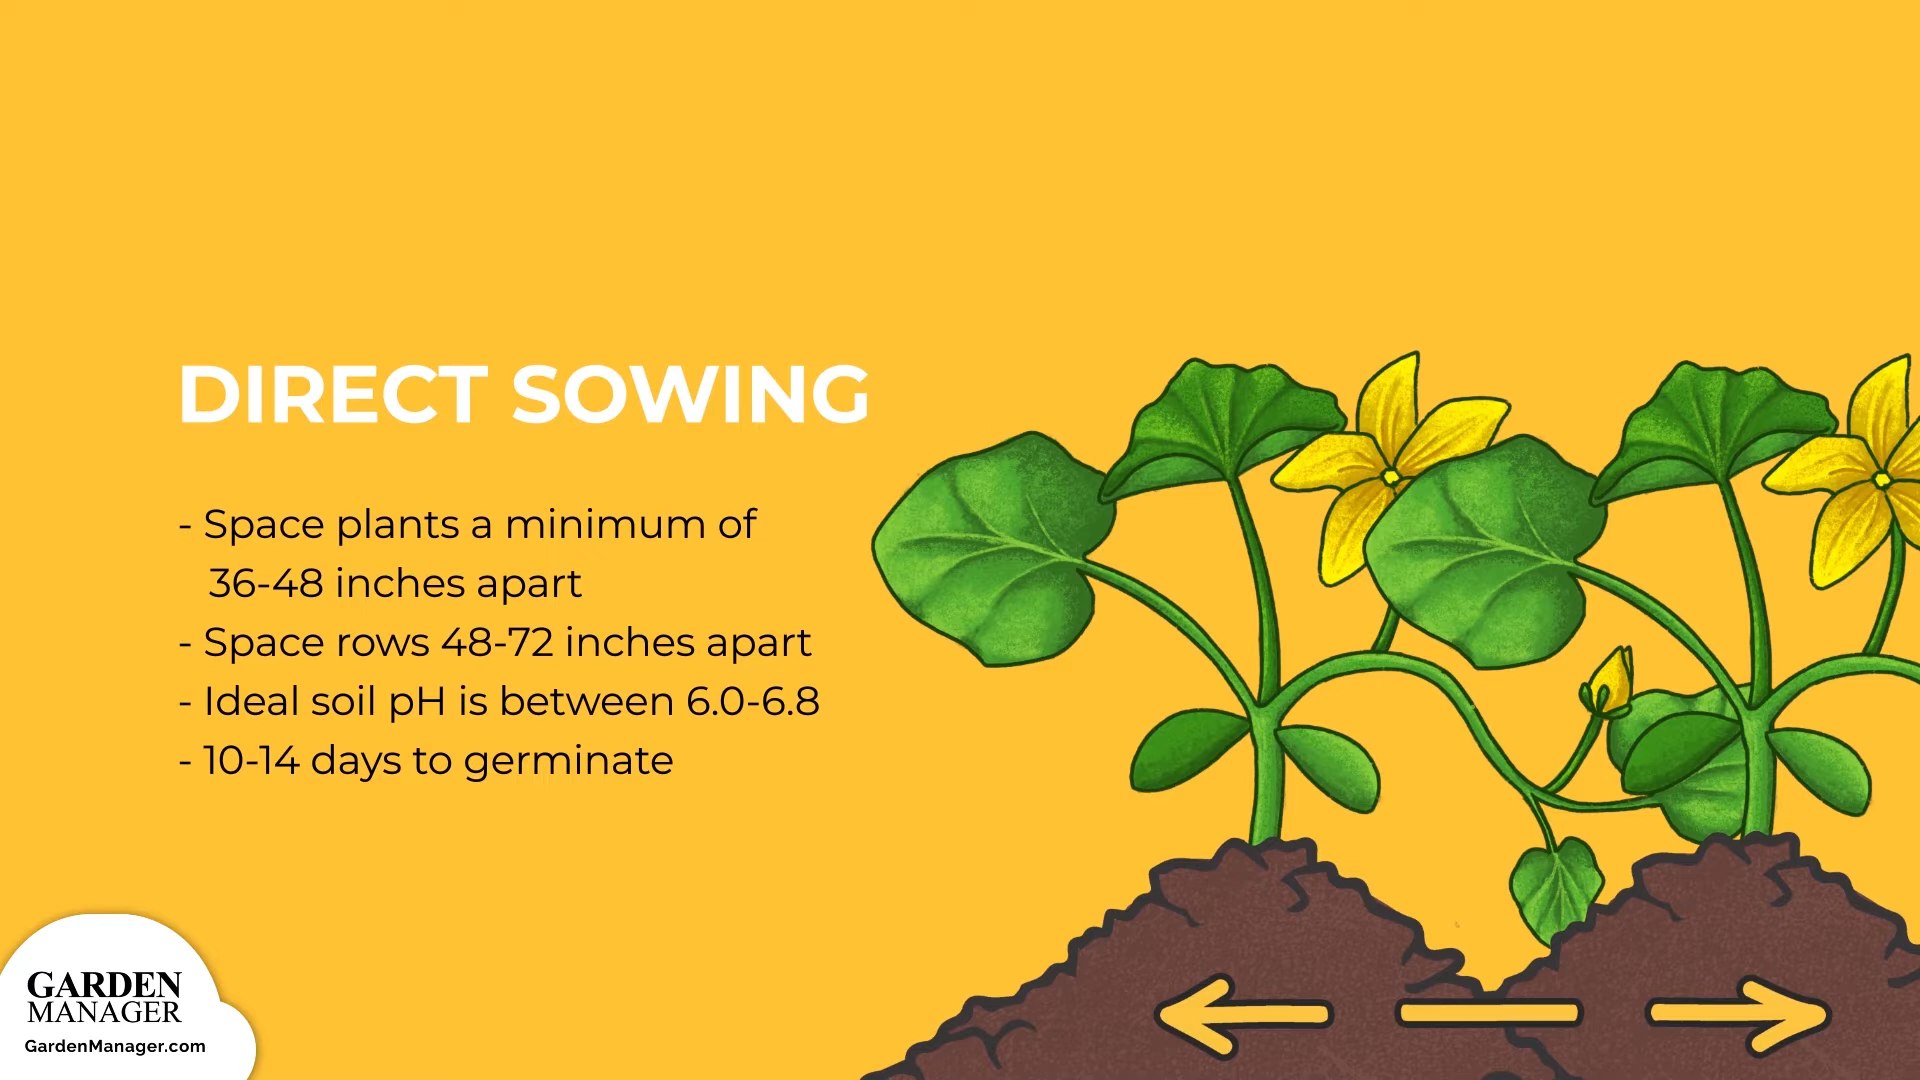 DIRECT SOWING
- Space plants a minimum of
36-48 inches apart
- Space rows 48-72 inches apart
- Ideal soil pH is between 6.0-6.8
- 10-14 days to germinate
GARDEN
MANAGER
GardenManager.com